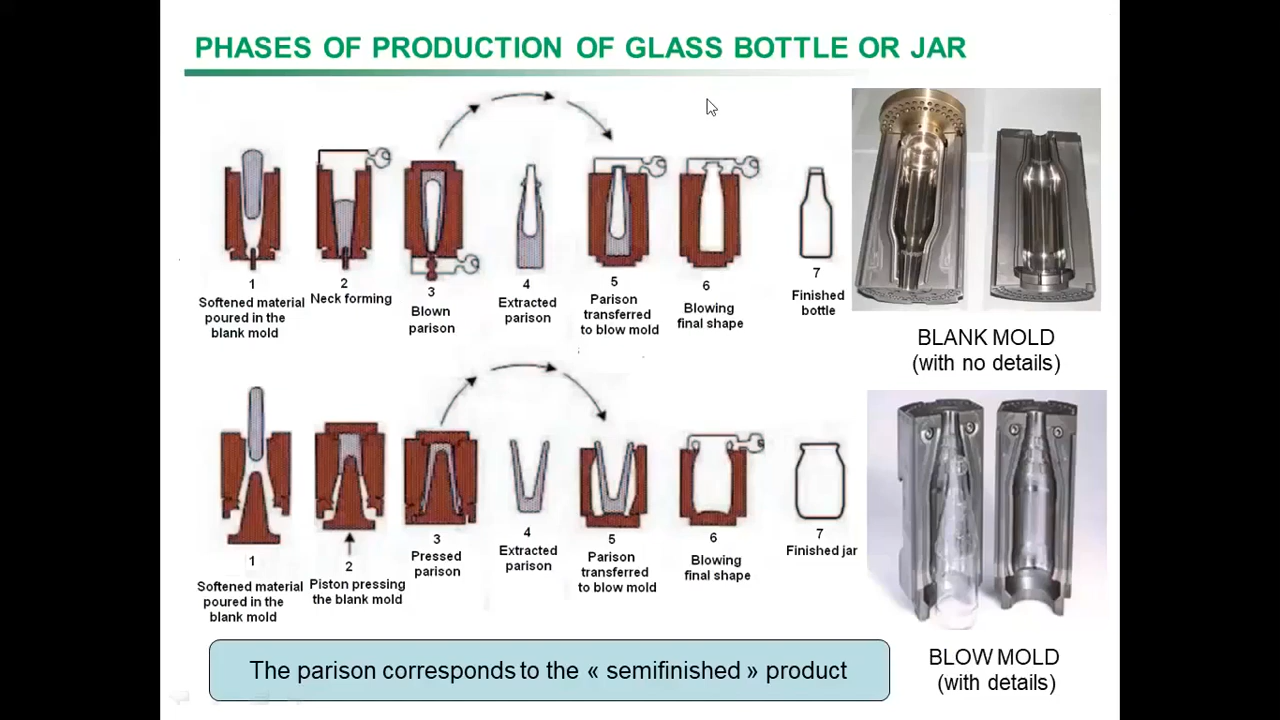 PHASES OF PRODUCTION OF GLASS BOTTLE OR JAR
1
Softened material
poured in the
blank mold
2
Neck forming
3
Blown
parison
4
Extracted
parison
5
Parison
transferred
to blow mold
6
Blowing
final shape
7
Finished
bottle
BLANK MOLD
(with no details)
1
Softened material
poured in the
blank mold
2
Piston pressing
the blank mold
3
Pressed
parison
4
Extracted
parison
5
Parison
transferred
to blow mold
6
Blowing
final shape
7
Finished jar
BLOW MOLD
(with details)
The parison corresponds to the « semifinished » product